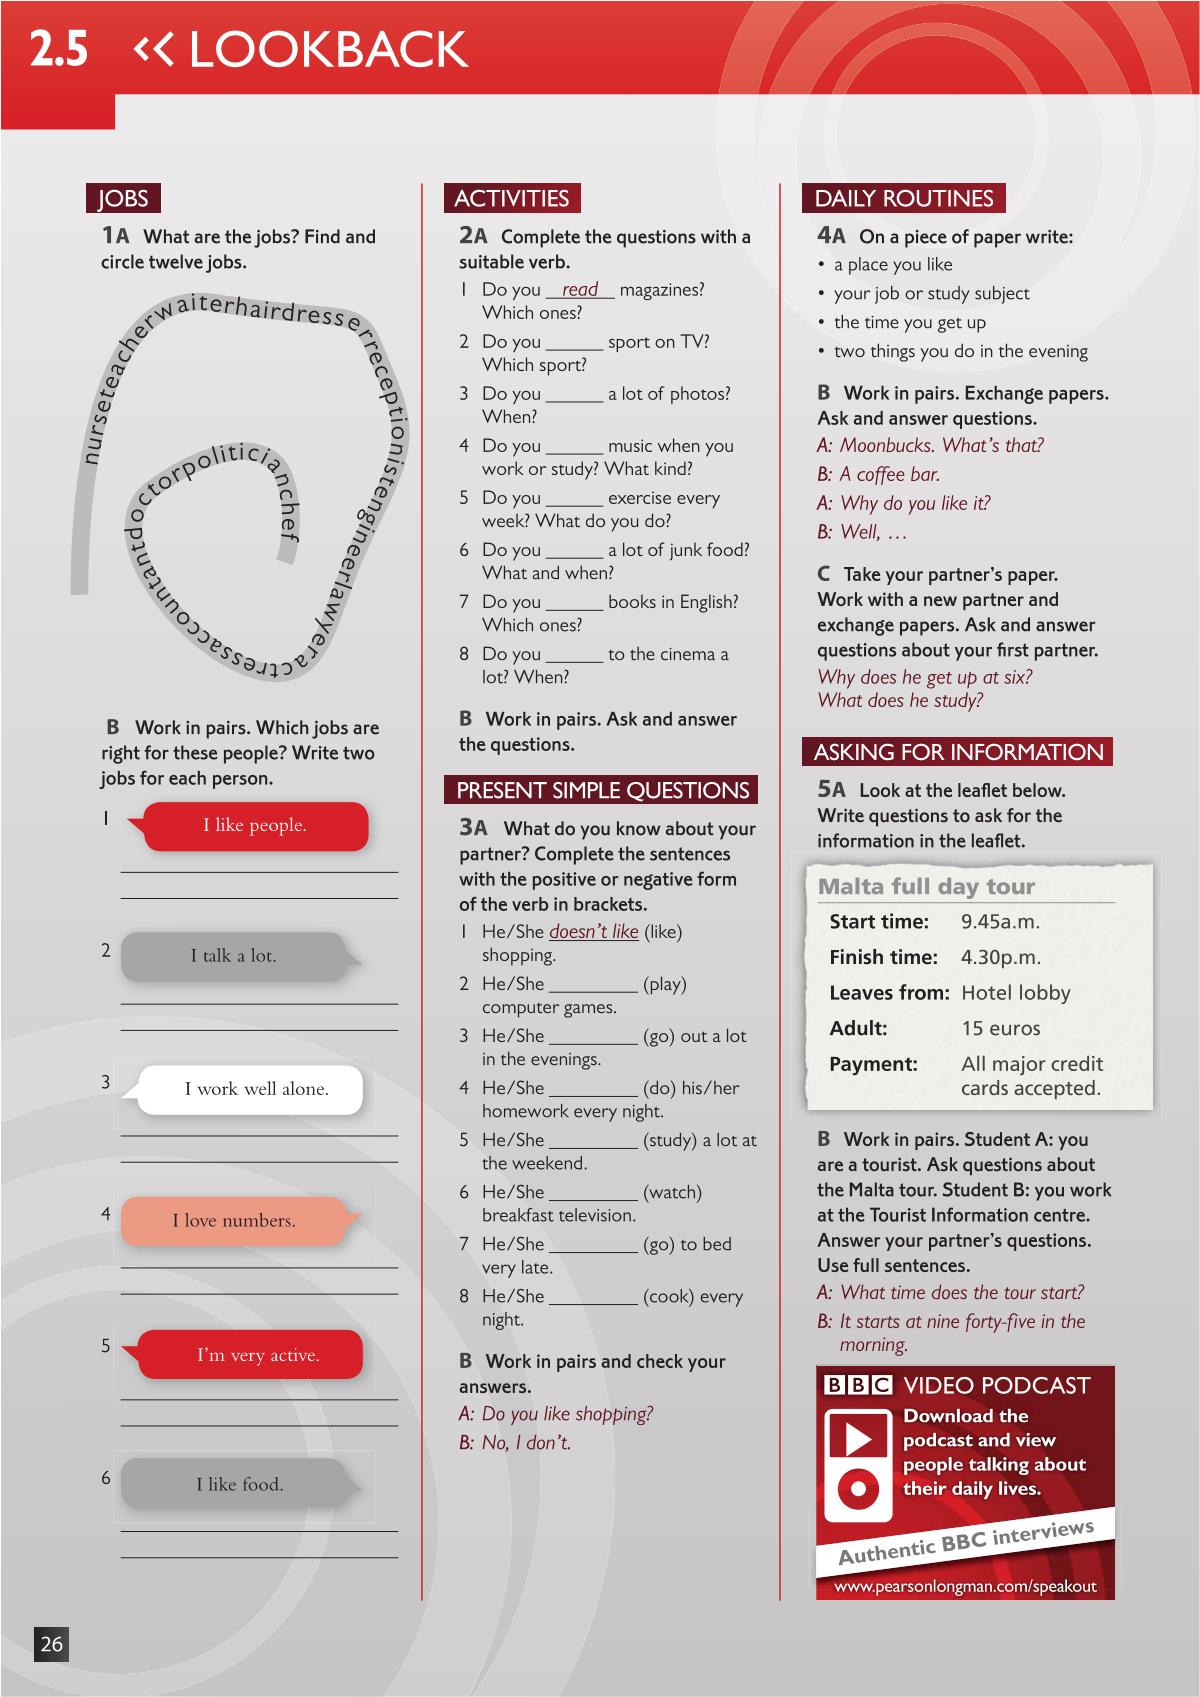 2.5 << LOOKBACK
JOBS
1A What are the jobs? Find and
circle twelve jobs.
nurseteacherwaiterhairdresserreceptionistengineerlawyeractressaccountantdoctorpoliticianchef
B Work in pairs. Which jobs are
right for these people? Write two
jobs for each person.
1 I like people.
2 I talk a lot.
3 I work well alone.
4 I love numbers.
5 I'm very active.
6 I like food.
ACTIVITIES
2A Complete the questions with a
suitable verb.
1 Do you read magazines?
Which ones?
2 Do you ______ sport on TV?
Which sport?
3 Do you ______ a lot of photos?
When?
4 Do you ______ music when you
work or study? What kind?
5 Do you ______ exercise every
week? What do you do?
6 Do you ______ a lot of junk food?
What and when?
7 Do you ______ books in English?
Which ones?
8 Do you ______ to the cinema a
lot? When?
B Work in pairs. Ask and answer
the questions.
PRESENT SIMPLE QUESTIONS
3A What do you know about your
partner? Complete the sentences
with the positive or negative form
of the verb in brackets.
1 He/She doesn't like (like)
shopping.
2 He/She _________ (play)
computer games.
3 He/She _________ (go) out a lot
in the evenings.
4 He/She _________ (do) his/her
homework every night.
5 He/She _________ (study) a lot at
the weekend.
6 He/She _________ (watch)
breakfast television.
7 He/She _________ (go) to bed
very late.
8 He/She _________ (cook) every
night.
B Work in pairs and check your
answers.
A: Do you like shopping?
B: No, I don't.
DAILY ROUTINES
4A On a piece of paper write:
• a place you like
• your job or study subject
• the time you get up
• two things you do in the evening
B Work in pairs. Exchange papers.
Ask and answer questions.
A: Moonbucks. What's that?
B: A coffee bar.
A: Why do you like it?
B: Well, …
C Take your partner's paper.
Work with a new partner and
exchange papers. Ask and answer
questions about your first partner.
Why does he get up at six?
What does he study?
ASKING FOR INFORMATION
5A Look at the leaflet below.
Write questions to ask for the
information in the leaflet.
Malta full day tour
Start time: 9.45a.m.
Finish time: 4.30p.m.
Leaves from: Hotel lobby
Adult: 15 euros
Payment: All major credit
cards accepted.
B Work in pairs. Student A: you
are a tourist. Ask questions about
the Malta tour. Student B: you work
at the Tourist Information centre.
Answer your partner's questions.
Use full sentences.
A: What time does the tour start?
B: It starts at nine forty-five in the
morning.
BBC VIDEO PODCAST
Download the
podcast and view
people talking about
their daily lives.
Authentic BBC interviews
www.pearsonlongman.com/speakout
26